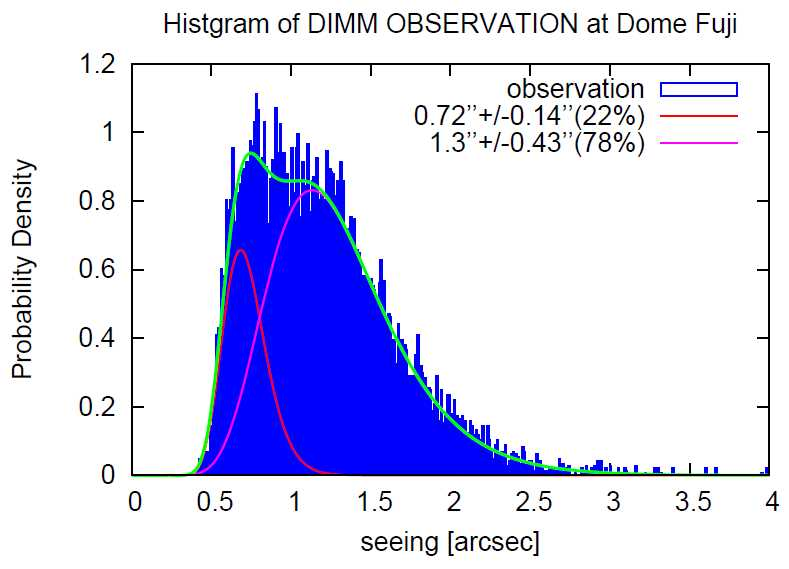 Histgram of DIMM OBSERVATION at Dome Fuji
1.2
1
0.8
0.6
0.4
0.2
0
Probability Density
observation
0.72’’+/-0.14’’(22%)
1.3’’+/-0.43’’(78%)
0 0.5 1 1.5 2 2.5 3 3.5 4
seeing [arcsec]